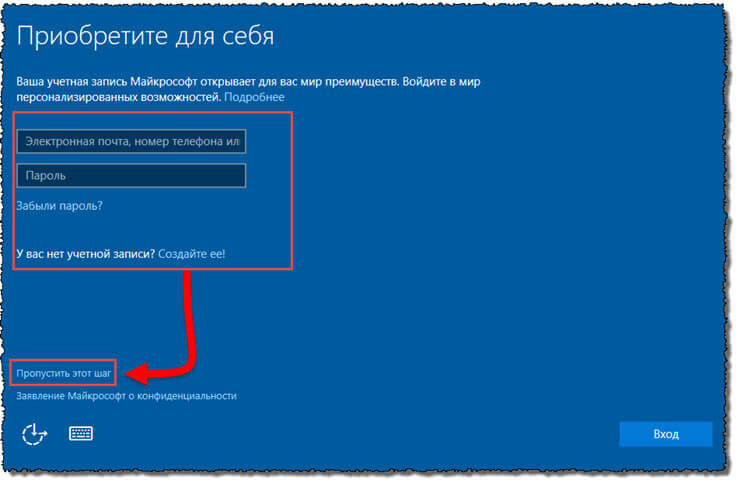 Приобретите для себя
Ваша учетная запись Майкрософт открывает для вас мир преимуществ. Войдите в мир
персонализированных возможностей. Подробнее
Электронная почта, номер телефона или
Пароль
Забыли пароль?
У вас нет учетной записи? Создайте ее!
Пропустить этот шаг
Заявление Майкрософт о конфиденциальности
Вход